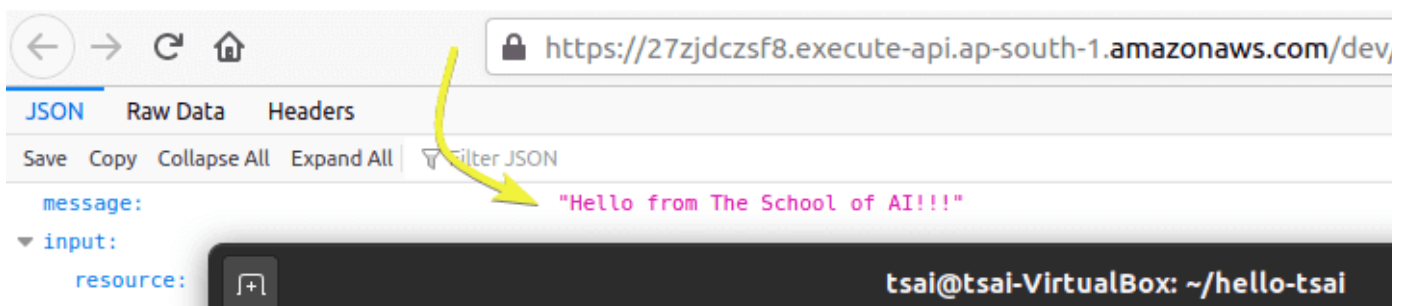 https://27zjdczsf8.execute-api.ap-south-1.amazonaws.com/dev/
JSON Raw Data Headers
Save Copy Collapse All Expand All Filter JSON
message: "Hello from The School of AI!!!"
input:
resource:
tsai@tsai-VirtualBox: ~/hello-tsai